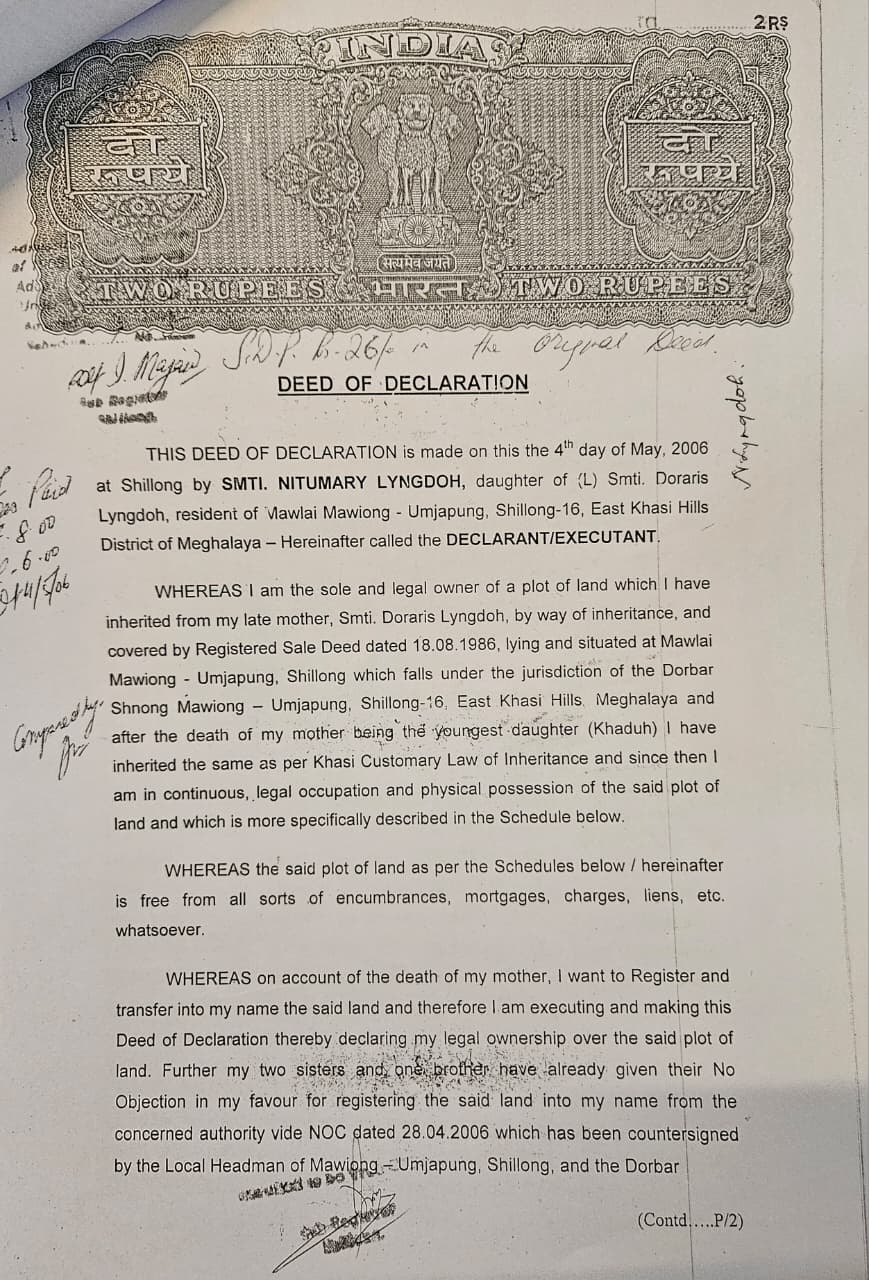 2 RS
INDIA
दो
रूपये
दो
रूपये
सत्यमेव जयते
TWO RUPEES भारत TWO RUPEES
S.D.P. in the original Deed.
Sub Registrar
DEED OF DECLARATION
THIS DEED OF DECLARATION is made on this the 4th day of May, 2006
at Shillong by SMTI. NITUMARY LYNGDOH, daughter of (L) Smti. Doraris
Lyngdoh, resident of Mawlai Mawiong - Umjapung, Shillong-16, East Khasi Hills
District of Meghalaya – Hereinafter called the DECLARANT/EXECUTANT.
Paid
8.00
6.00
WHEREAS I am the sole and legal owner of a plot of land which I have
inherited from my late mother, Smti. Doraris Lyngdoh, by way of inheritance, and
covered by Registered Sale Deed dated 18.08.1986, lying and situated at Mawlai
Mawiong - Umjapung, Shillong which falls under the jurisdiction of the Dorbar
Shnong Mawiong – Umjapung, Shillong-16, East Khasi Hills, Meghalaya and
after the death of my mother being the youngest daughter (Khaduh) I have
inherited the same as per Khasi Customary Law of Inheritance and since then I
am in continuous, legal occupation and physical possession of the said plot of
land and which is more specifically described in the Schedule below.
Compared by
WHEREAS the said plot of land as per the Schedules below / hereinafter
is free from all sorts of encumbrances, mortgages, charges, liens, etc.
whatsoever.
WHEREAS on account of the death of my mother, I want to Register and
transfer into my name the said land and therefore I am executing and making this
Deed of Declaration thereby declaring my legal ownership over the said plot of
land. Further my two sisters and one brother have already given their No
Objection in my favour for registering the said land into my name from the
concerned authority vide NOC dated 28.04.2006 which has been countersigned
by the Local Headman of Mawiong – Umjapung, Shillong, and the Dorbar
Sub Registrar
(Contd.....P/2)